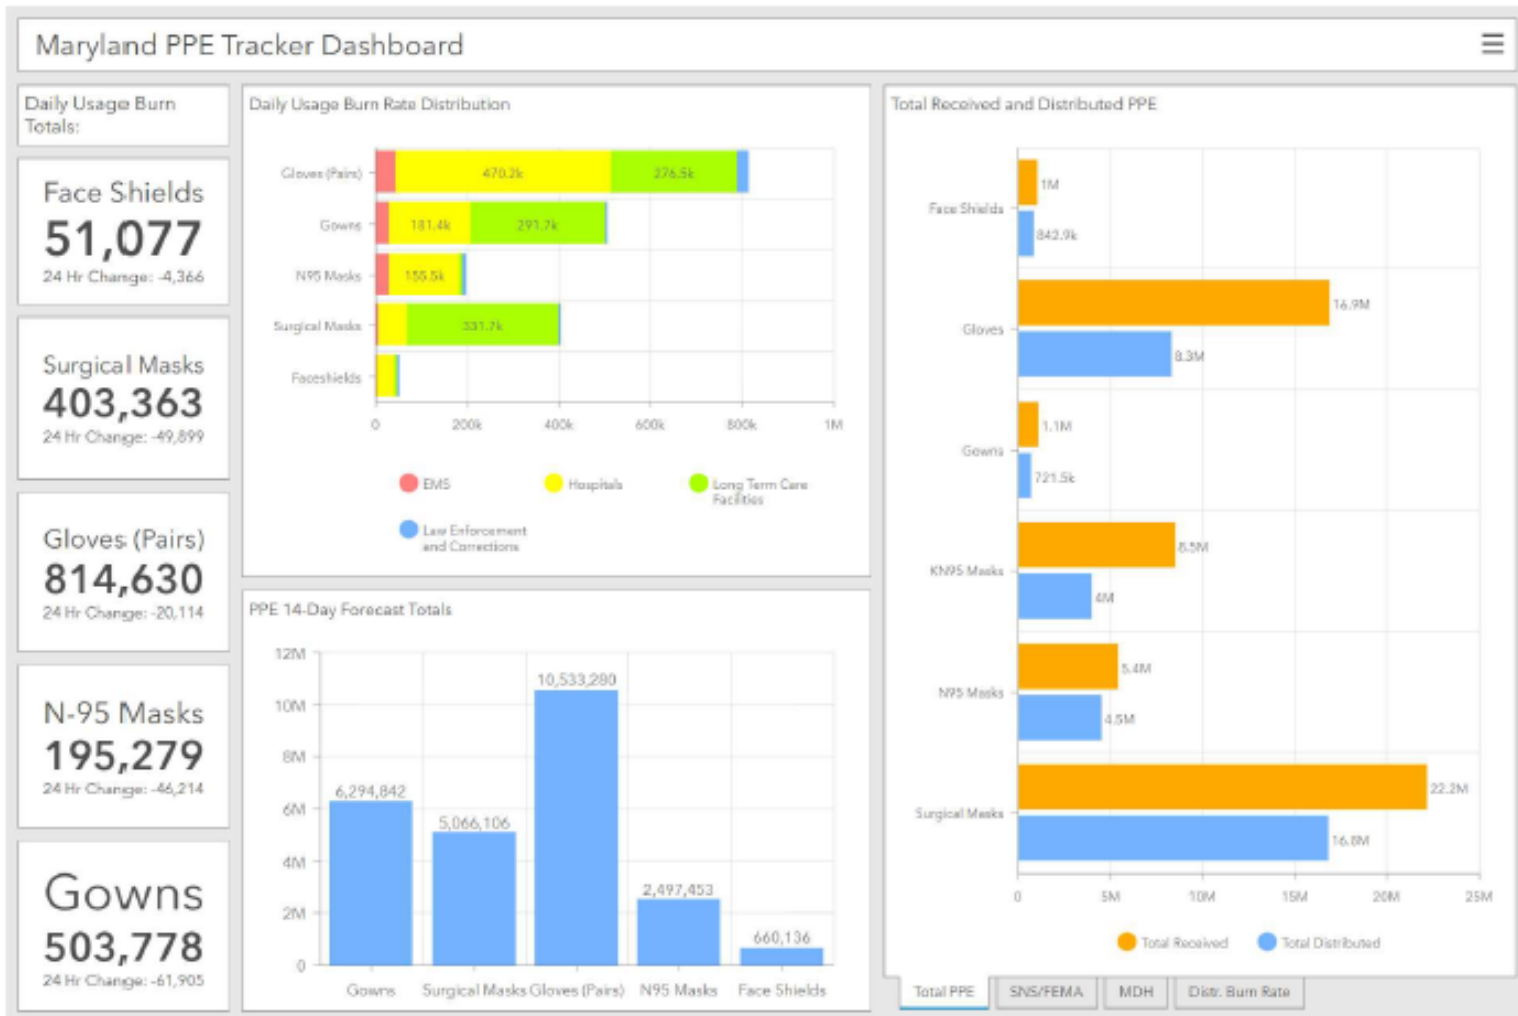 Maryland PPE Tracker Dashboard
Daily Usage Burn
Totals:
Face Shields
51,077
24 Hr Change: -4,366
Surgical Masks
403,363
24 Hr Change: -49,899
Gloves (Pairs)
814,630
24 Hr Change: -20,114
N-95 Masks
195,279
24 Hr Change: -46,214
Gowns
503,778
24 Hr Change: -61,905
Daily Usage Burn Rate Distribution
Gloves (Pairs)
470.2k
276.5k
Gowns
181.4k
291.7k
N95 Masks
155.5k
Surgical Masks
331.7k
Faceshields
0 200k 400k 600k 800k 1M
EMS
Hospitals
Long Term Care
Facilities
Law Enforcement
and Corrections
PPE 14-Day Forecast Totals
12M
10M
8M
6M
4M
2M
0
6,294,842
5,066,106
10,533,280
2,497,453
660,136
Gowns Surgical Masks Gloves (Pairs) N95 Masks Face Shields
Total Received and Distributed PPE
Face Shields
1M
842.9k
Gloves
16.9M
8.3M
Gowns
1.1M
721.5k
KN95 Masks
8.5M
4M
N95 Masks
5.4M
4.5M
Surgical Masks
22.2M
16.8M
0 5M 10M 15M 20M 25M
Total Received Total Distributed
Total PPE SNS/FEMA MDH Distr. Burn Rate